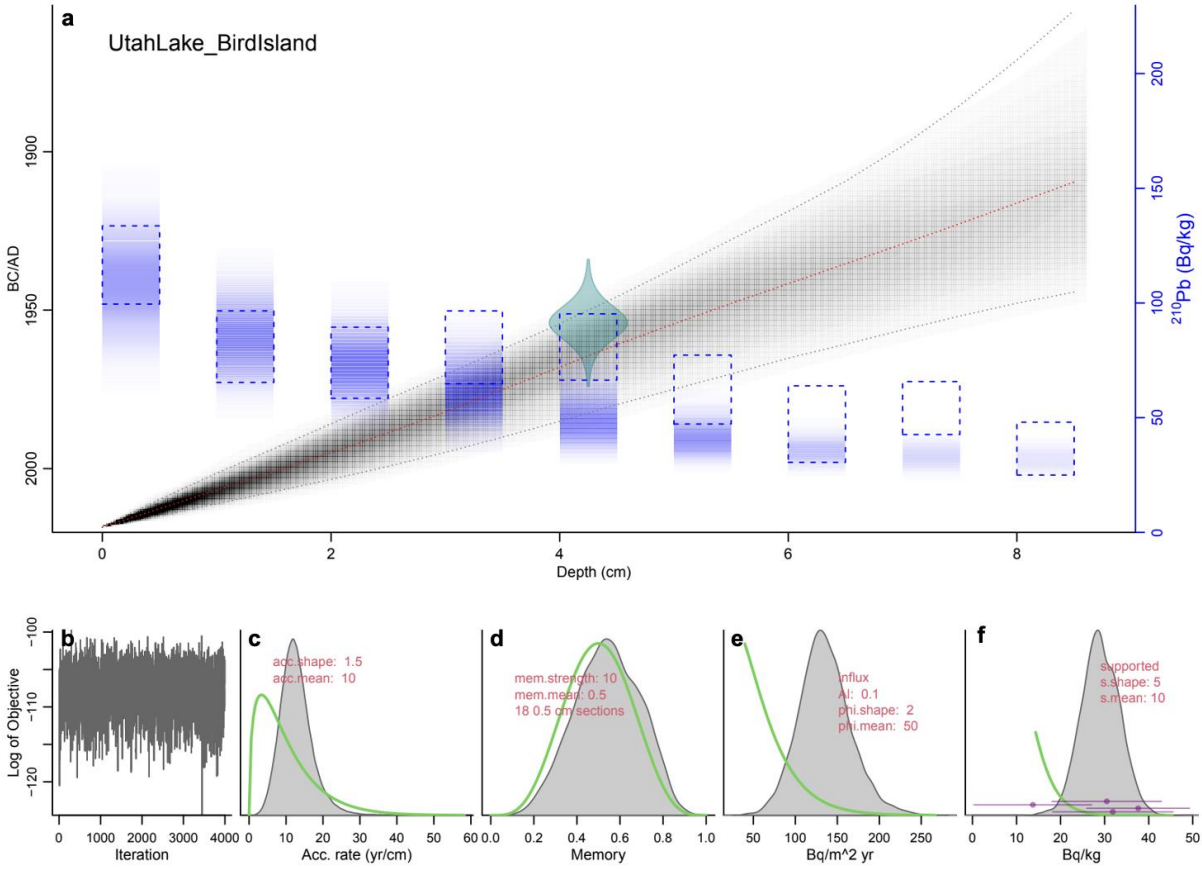 a
UtahLake_BirdIsland
BC/AD
1900
1950
2000
0 2 4 6 8
Depth (cm)
0 50 100 150 200
²¹⁰Pb (Bq/kg)
b
Log of Objective
-100
-110
-120
0 1000 2000 3000 4000
Iteration
c
acc.shape: 1.5
acc.mean: 10
0 10 20 30 40 50 60
Acc. rate (yr/cm)
d
mem.strength: 10
mem.mean: 0.5
18 0.5 cm sections
0.0 0.2 0.4 0.6 0.8 1.0
Memory
e
influx
Al: 0.1
phi.shape: 2
phi.mean: 50
0 50 100 150 200 250
Bq/m^2 yr
f
supported
s.shape: 5
s.mean: 10
0 10 20 30 40 50
Bq/kg